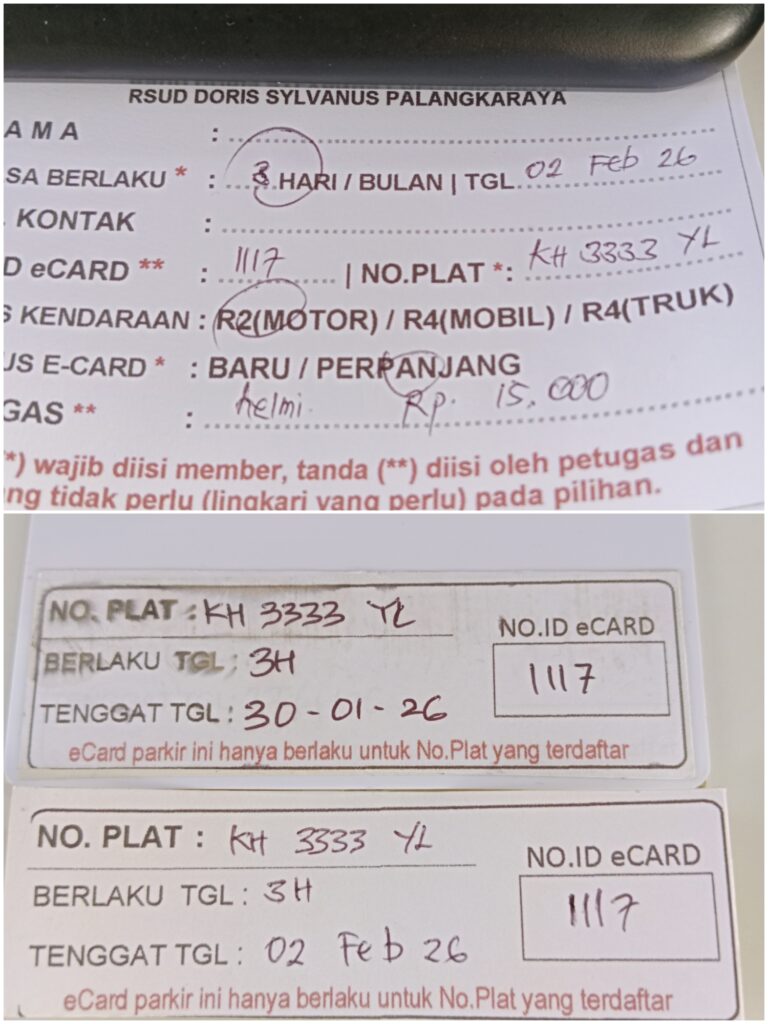 RSUD DORIS SYLVANUS PALANGKARAYA
AMA : ....................
SA BERLAKU * : ....3.. HARI / BULAN | TGL. 02 Feb 26
. KONTAK : ....................
D eCARD ** : 1117 | NO.PLAT *: KH 3333 YL
S KENDARAAN : R2(MOTOR) / R4(MOBIL) / R4(TRUK)
US E-CARD * : BARU / PERPANJANG
GAS ** : helmi. Rp. 15.000
*) wajib diisi member, tanda (**) diisi oleh petugas dan
ng tidak perlu (lingkari yang perlu) pada pilihan.
NO. PLAT : KH 3333 YL
BERLAKU TGL : 3H
TENGGAT TGL : 30-01-26
NO.ID eCARD
1117
eCard parkir ini hanya berlaku untuk No.Plat yang terdaftar
NO. PLAT : KH 3333 YL
BERLAKU TGL : 3H
TENGGAT TGL : 02 Feb 26
NO.ID eCARD
1117
eCard parkir ini hanya berlaku untuk No.Plat yang terdaftar